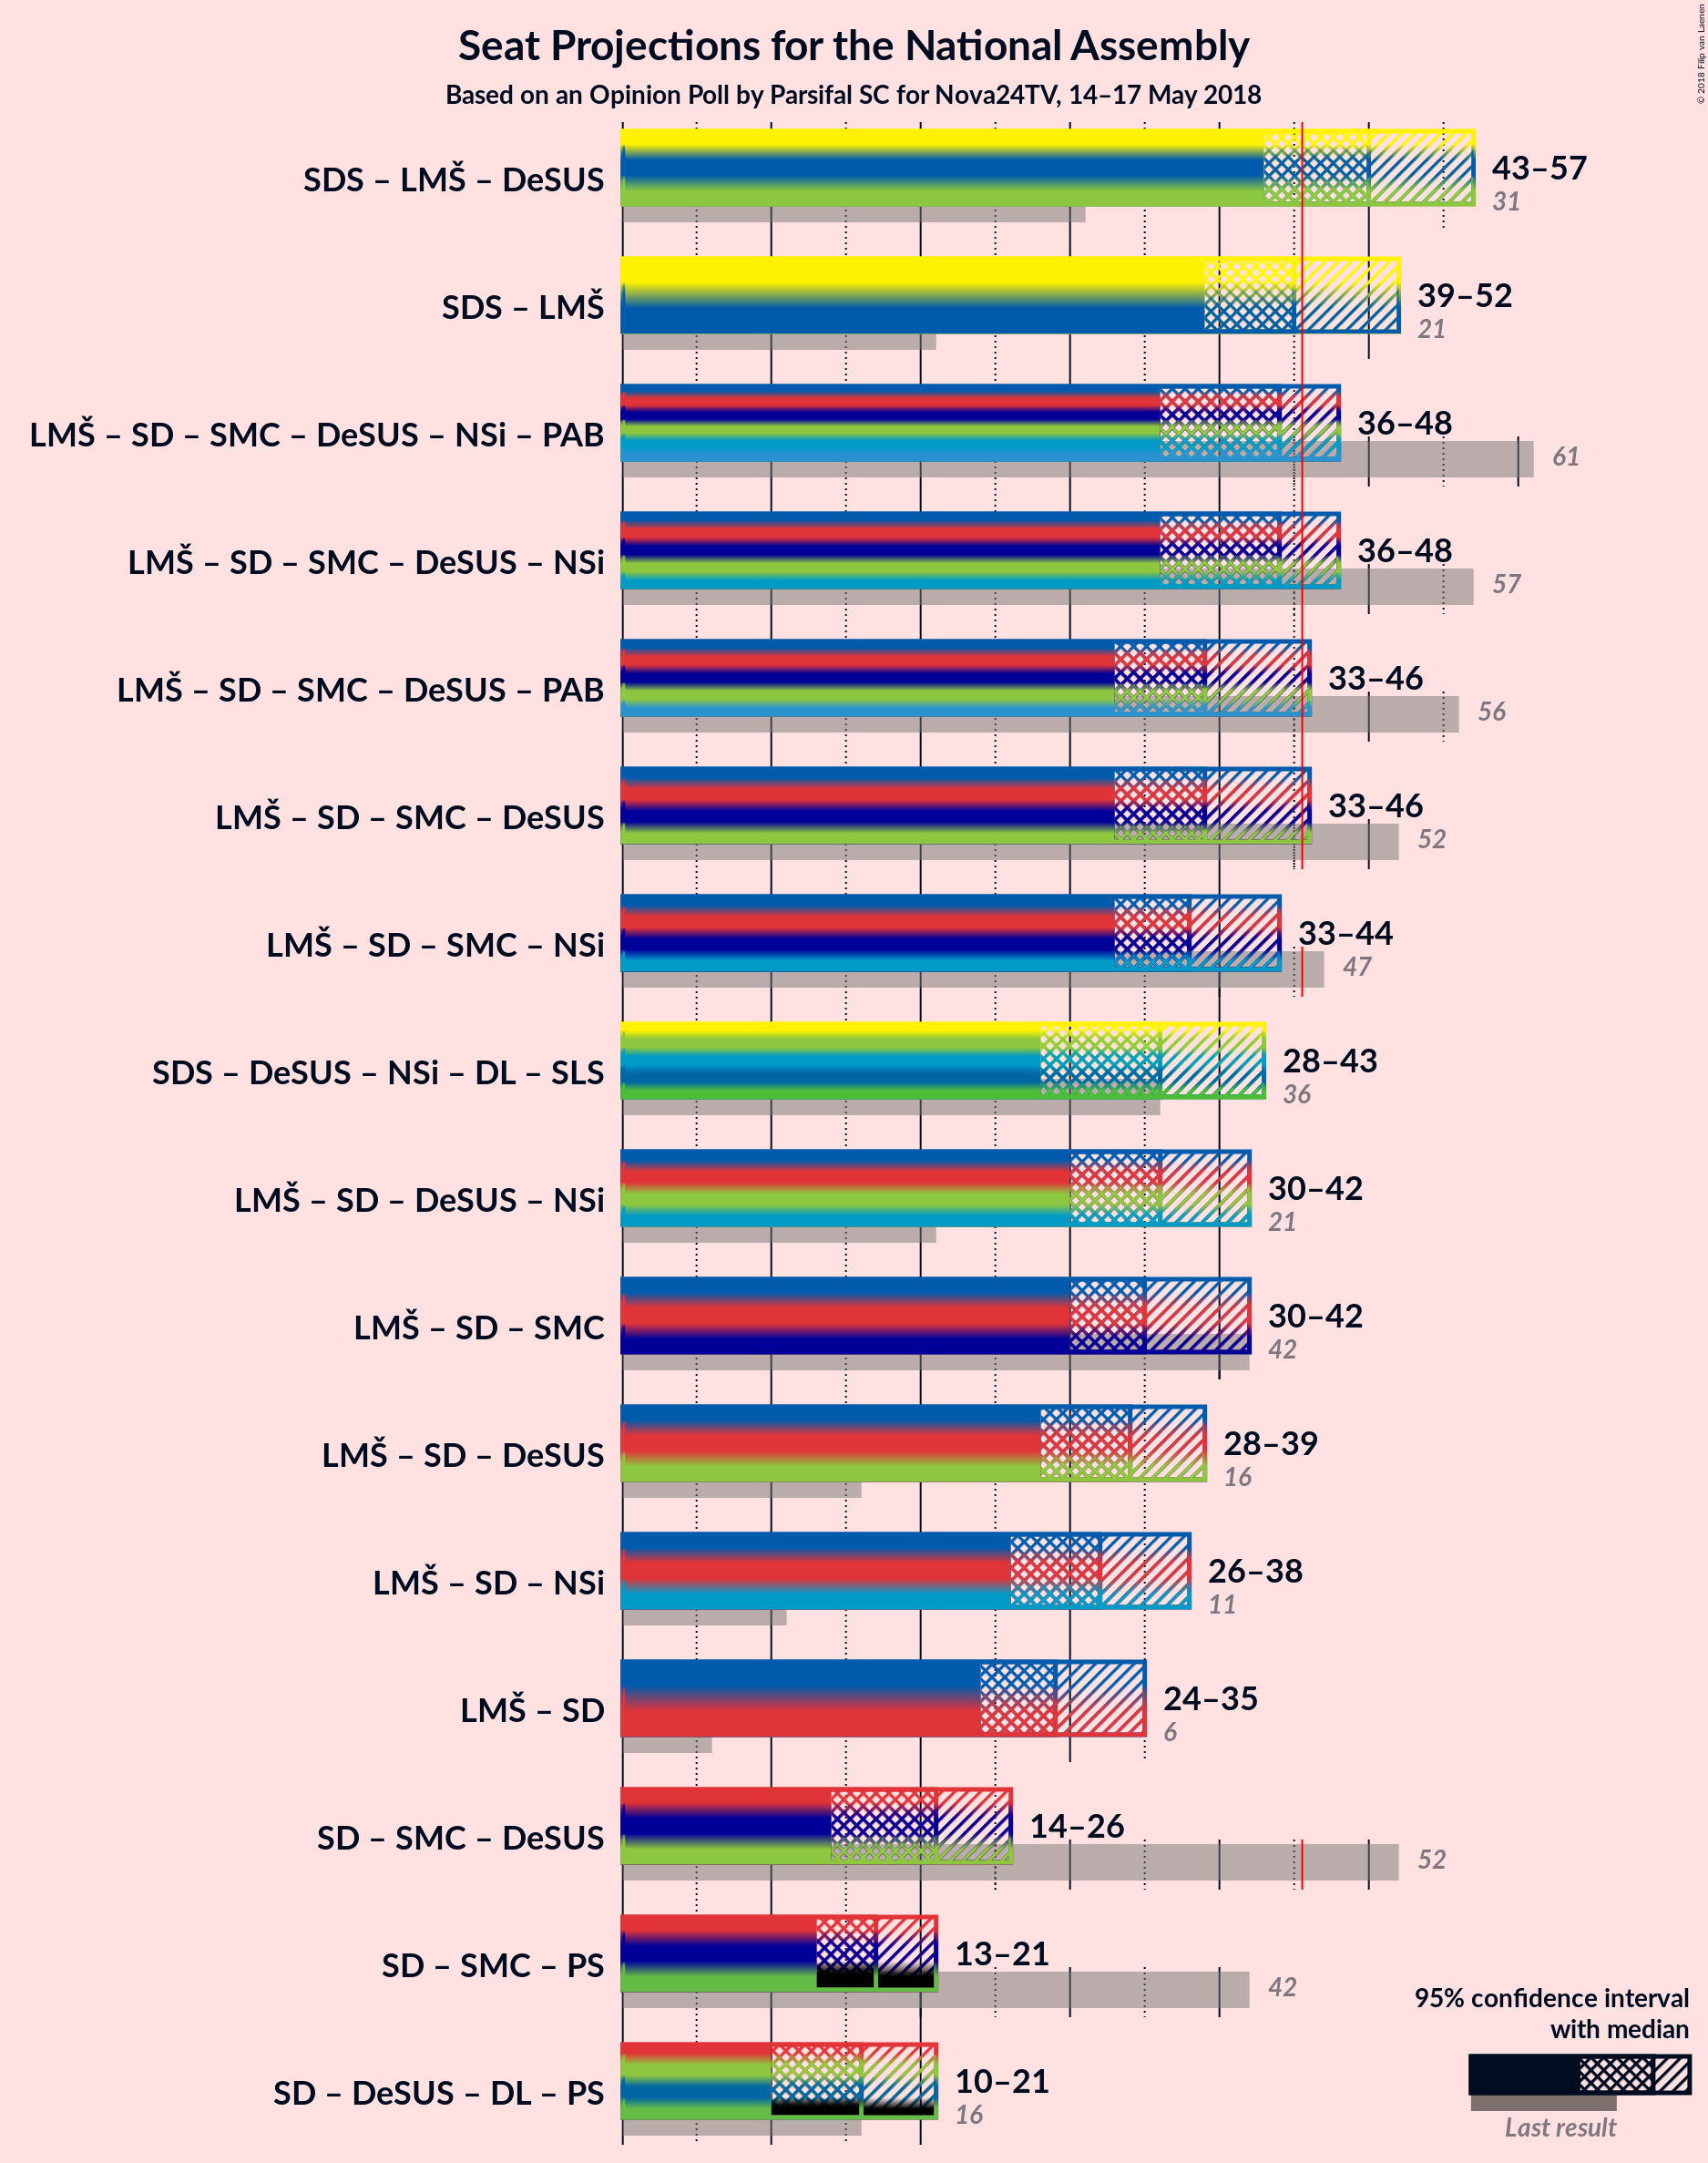 Seat Projections for the National Assembly
Based on an Opinion Poll by Parsifal SC for Nova24TV, 14–17 May 2018
© 2018 Filip van Laenen
SDS – LMŠ – DeSUS
43–57
31
SDS – LMŠ
39–52
21
LMŠ – SD – SMC – DeSUS – NSi – PAB
36–48
61
LMŠ – SD – SMC – DeSUS – NSi
36–48
57
LMŠ – SD – SMC – DeSUS – PAB
33–46
56
LMŠ – SD – SMC – DeSUS
33–46
52
LMŠ – SD – SMC – NSi
33–44
47
SDS – DeSUS – NSi – DL – SLS
28–43
36
LMŠ – SD – DeSUS – NSi
30–42
21
LMŠ – SD – SMC
30–42
42
LMŠ – SD – DeSUS
28–39
16
LMŠ – SD – NSi
26–38
11
LMŠ – SD
24–35
6
SD – SMC – DeSUS
14–26
52
SD – SMC – PS
13–21
42
SD – DeSUS – DL – PS
10–21
16
95% confidence interval
with median
Last result